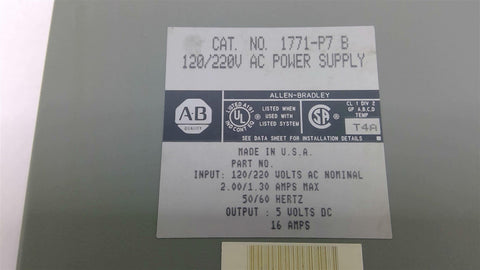 CAT. NO. 1771-P7 B
120/220V AC POWER SUPPLY
ALLEN-BRADLEY
AB
UL
LISTED WHEN
USED WITH
LISTED SYSTEM
SA
CL 1 DIV 2
GP A,B,C,D
TEMP
T4A
SEE DATA SHEET FOR INSTALLATION DETAILS
MADE IN U.S.A.
PART NO.
INPUT: 120/220 VOLTS AC NOMINAL
2.00/1.30 AMPS MAX
50/60 HERTZ
OUTPUT : 5 VOLTS DC
16 AMPS